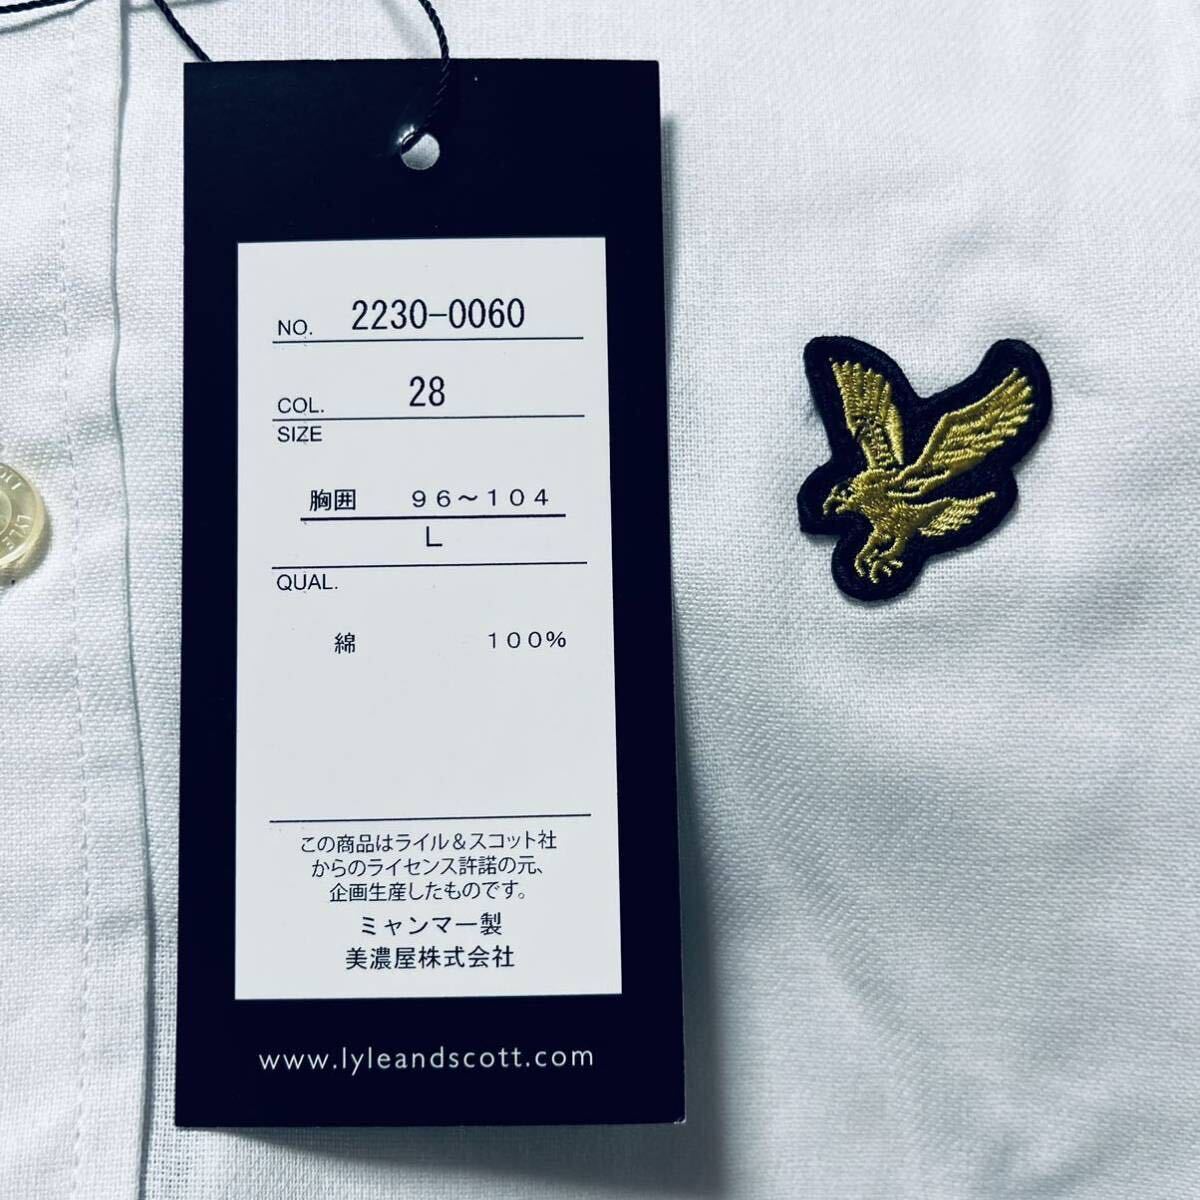 NO. 2230-0060
COL. 28
SIZE
胸囲 96～104
L
QUAL.
綿 100%
この商品はライル＆スコット社
からのライセンス許諾の元、
企画生産したものです。
ミャンマー製
美濃屋株式会社
www.lyleandscott.com